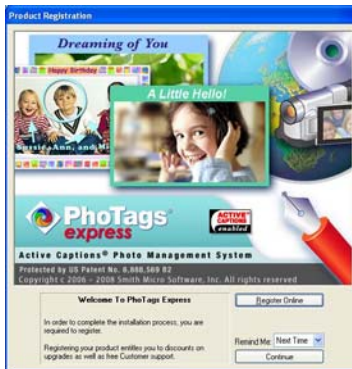 Product Registration
Dreaming of You
Happy Birthday
A Little Hello!
Sussie, Ann, and
PhoTags®
express
ACTIVE
CAPTIONS
enabled
Active Captions® Photo Management System
Protected by US Patent No. 6,888,569 B2
Copyright c 2006 - 2008 Smith Micro Software, Inc. All rights reserved
Welcome To PhoTags Express
Register Online
In order to complete the installation process, you are
required to register.
Remind Me: Next Time
Registering your product entitles you to discounts on
upgrades as well as free Customer support.
Continue